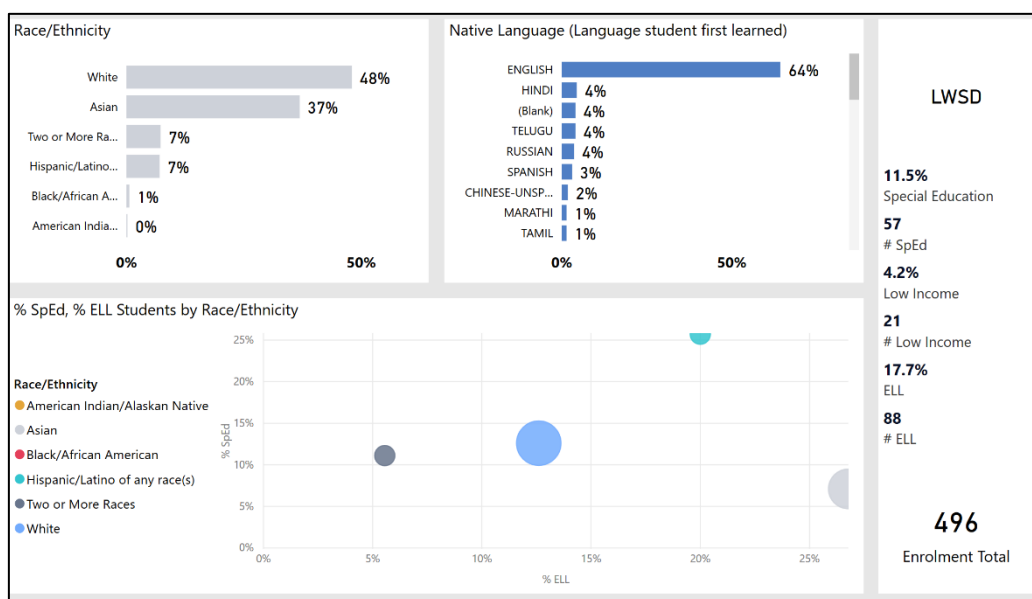 Race/Ethnicity
White 48%
Asian 37%
Two or More Ra... 7%
Hispanic/Latino... 7%
Black/African A... 1%
American India... 0%
0% 50%
Native Language (Language student first learned)
ENGLISH 64%
HINDI 4%
(Blank) 4%
TELUGU 4%
RUSSIAN 4%
SPANISH 3%
CHINESE-UNSP... 2%
MARATHI 1%
TAMIL 1%
0% 50%
LWSD
11.5%
Special Education
57
# SpEd
4.2%
Low Income
21
# Low Income
17.7%
ELL
88
# ELL
496
Enrolment Total
% SpEd, % ELL Students by Race/Ethnicity
Race/Ethnicity
American Indian/Alaskan Native
Asian
Black/African American
Hispanic/Latino of any race(s)
Two or More Races
White
% SpEd
25%
20%
15%
10%
5%
0%
0% 5% 10% 15% 20% 25%
% ELL